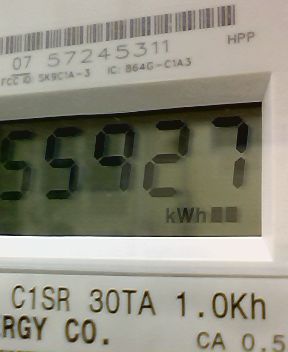 07 57245311
HPP
FCC ID: SK9C1A-3 IC: 864G-C1A3
55927
kWh
C1SR 30TA 1.0Kh
RGY CO.
CA 0.5